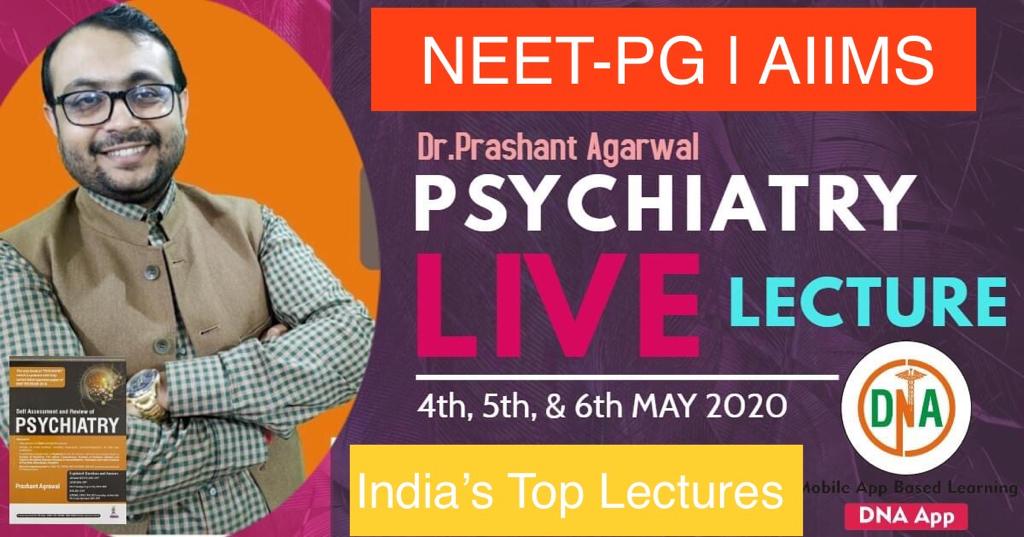 NEET-PG | AIIMS
Dr.Prashant Agarwal
PSYCHIATRY
LIVE
LECTURE
4th, 5th, & 6th MAY 2020
India's Top Lectures
DNA
Mobile App Based Learning
DNA App
Self Assessment and Review of
PSYCHIATRY
Prashant Agrawal